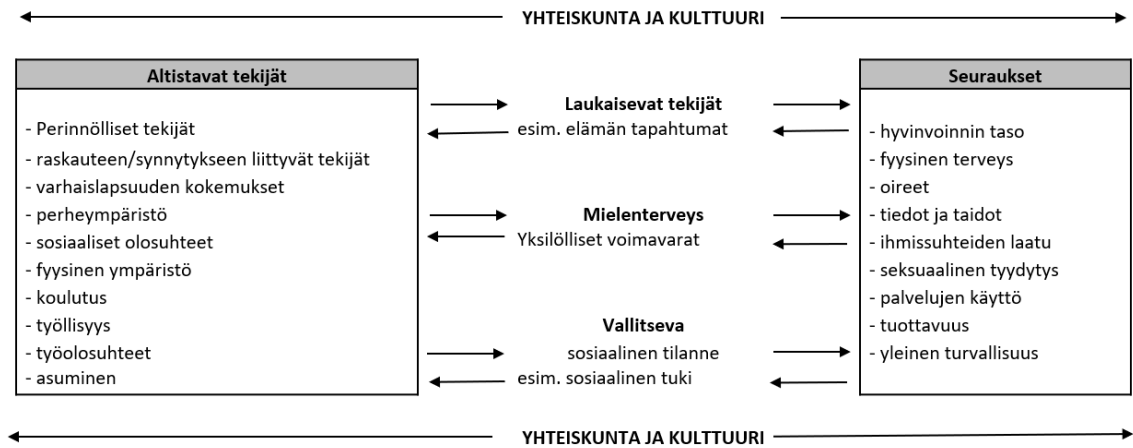 YHTEISKUNTA JA KULTTUURI
Altistavat tekijät
- Perinnölliset tekijät
- raskauteen/synnytykseen liittyvät tekijät
- varhaislapsuuden kokemukset
- perheympäristö
- sosiaaliset olosuhteet
- fyysinen ympäristö
- koulutus
- työllisyys
- työolosuhteet
- asuminen
Laukaisevat tekijät
esim. elämän tapahtumat
Mielenterveys
Yksilölliset voimavarat
Vallitseva
sosiaalinen tilanne
esim. sosiaalinen tuki
Seuraukset
- hyvinvoinnin taso
- fyysinen terveys
- oireet
- tiedot ja taidot
- ihmissuhteiden laatu
- seksuaalinen tyydytys
- palvelujen käyttö
- tuottavuus
- yleinen turvallisuus
YHTEISKUNTA JA KULTTUURI